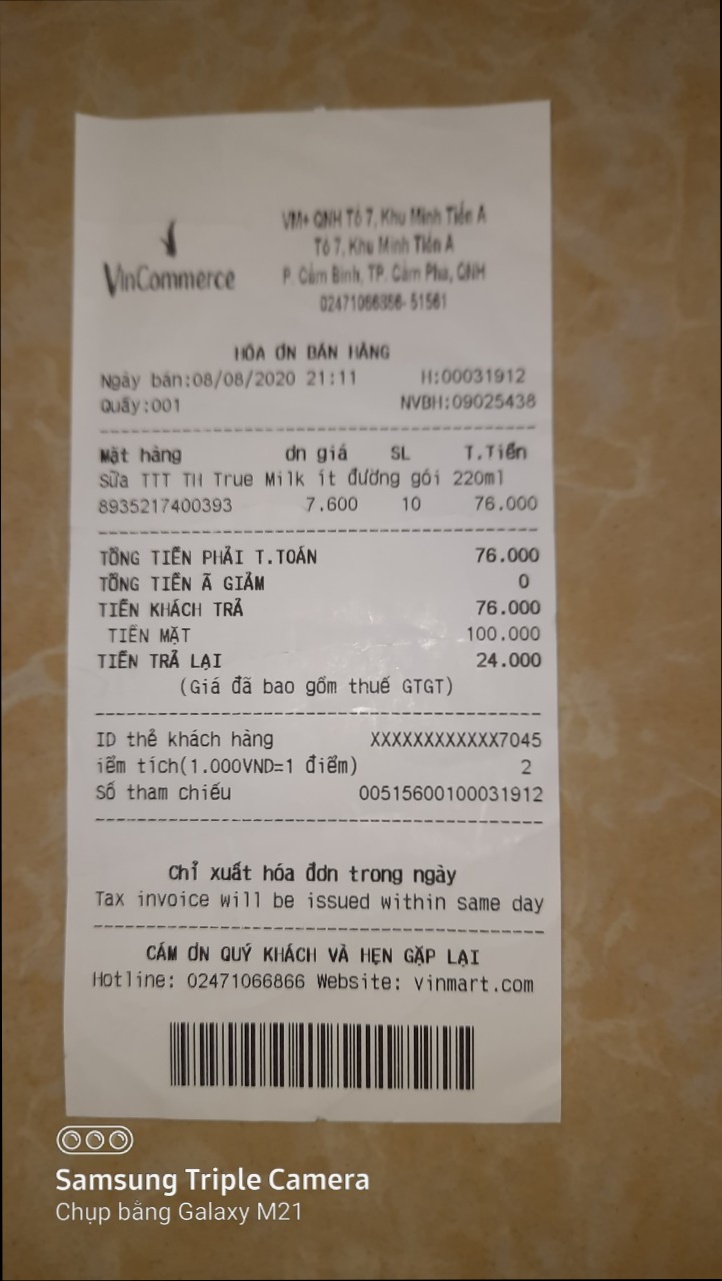 VinCommerce
VM+ QNH Tổ 7, Khu Minh Tiến A
Tổ 7, Khu Minh Tiến A
P. Cẩm Bình, TP. Cẩm Phả, QNH
02471066866- 51561
HÓA ƠN BÁN HÀNG
Ngày bán:08/08/2020 21:11 H:00031912
Quầy:001 NVBH:09025438
Mặt hàng ơn giá SL T.Tiền
Sữa TTT TH True Milk ít đường gói 220ml
8935217400393 7.600 10 76.000
TỔNG TIỀN PHẢI T.TOÁN 76.000
TỔNG TIỀN Ã GIẢM 0
TIỀN KHÁCH TRẢ 76.000
TIỀN MẶT 100.000
TIỀN TRẢ LẠI 24.000
(Giá đã bao gồm thuế GTGT)
ID thẻ khách hàng XXXXXXXXXXXX7045
iểm tích(1.000VND=1 điểm) 2
Số tham chiếu 00515600100031912
Chỉ xuất hóa đơn trong ngày
Tax invoice will be issued within same day
CẢM ƠN QUÝ KHÁCH VÀ HẸN GẶP LẠI
Hotline: 02471066866 Website: vinmart.com
Samsung Triple Camera
Chụp bằng Galaxy M21